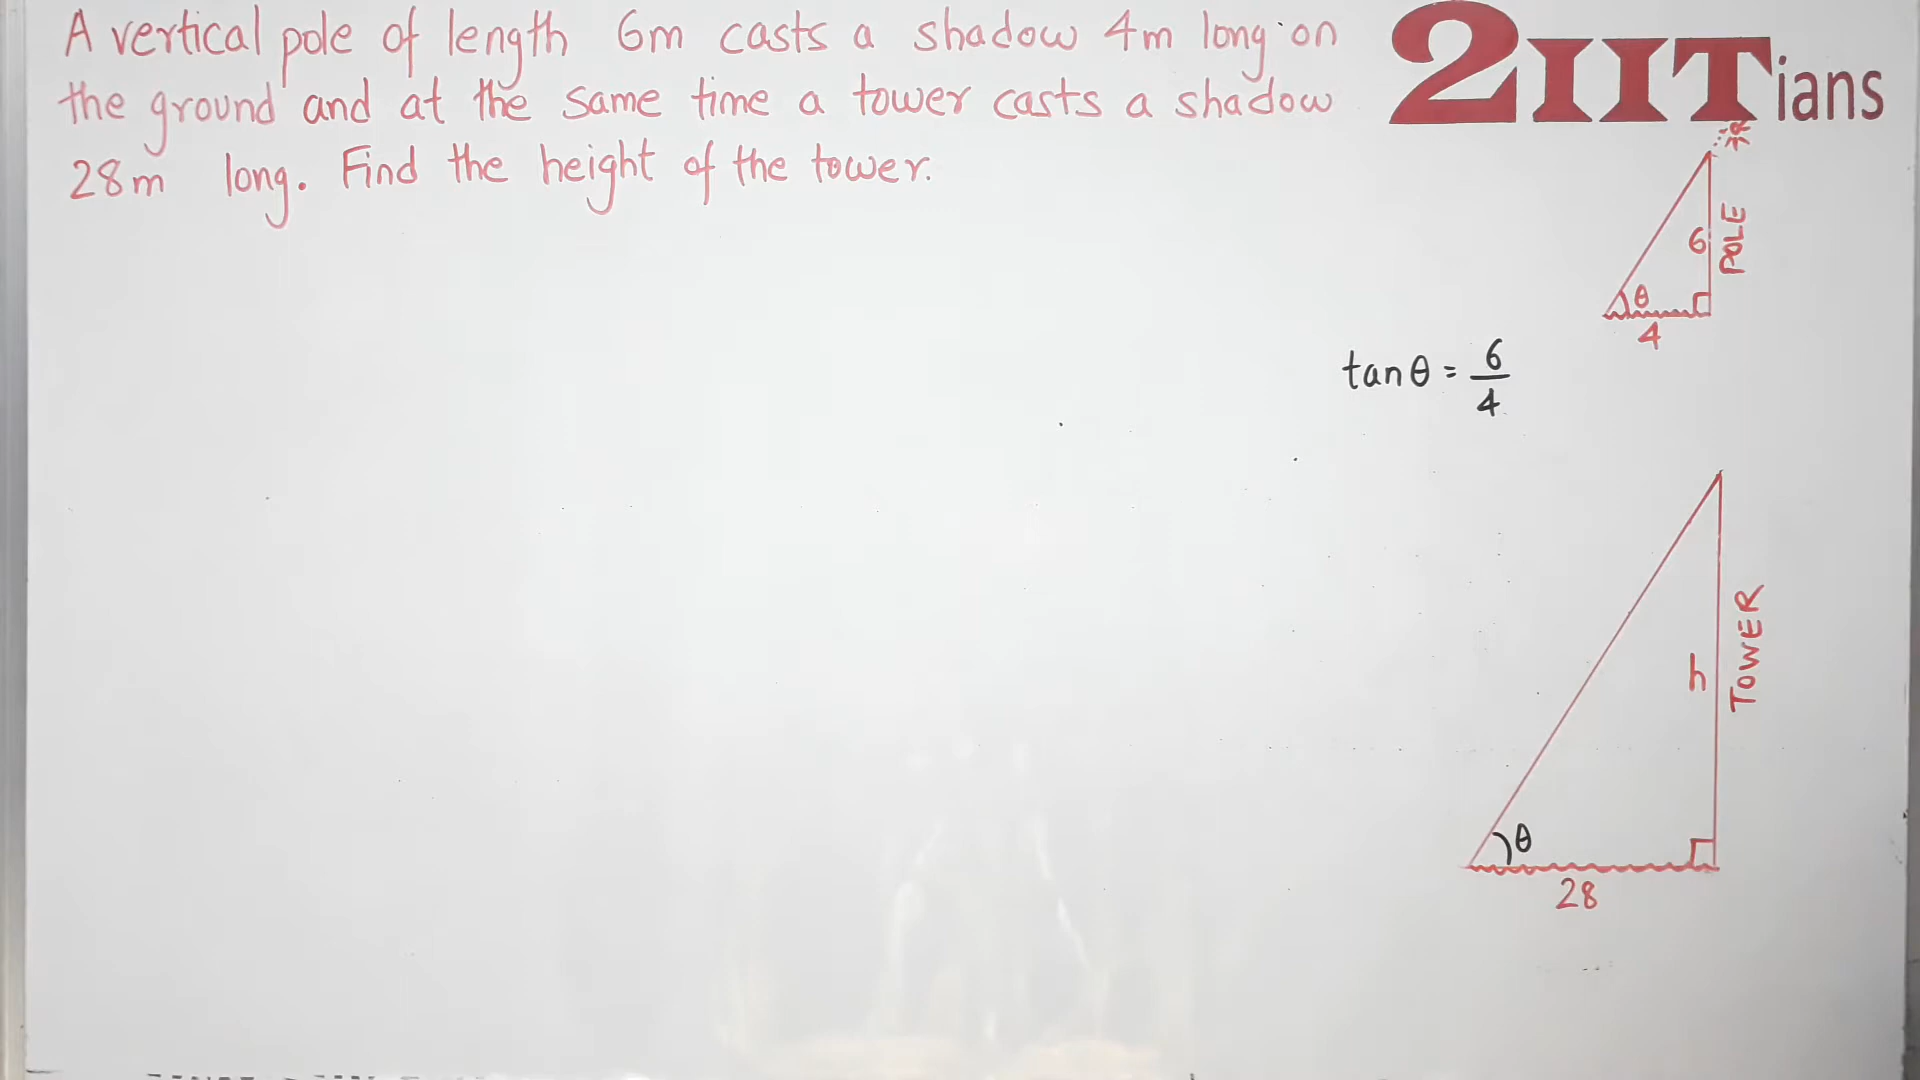 A vertical pole of length 6m casts a shadow 4m long on
the ground and at the same time a tower casts a shadow
28m long. Find the height of the tower.
2IITians
6
POLE
θ
4
tanθ = 6/4
h
TOWER
θ
28